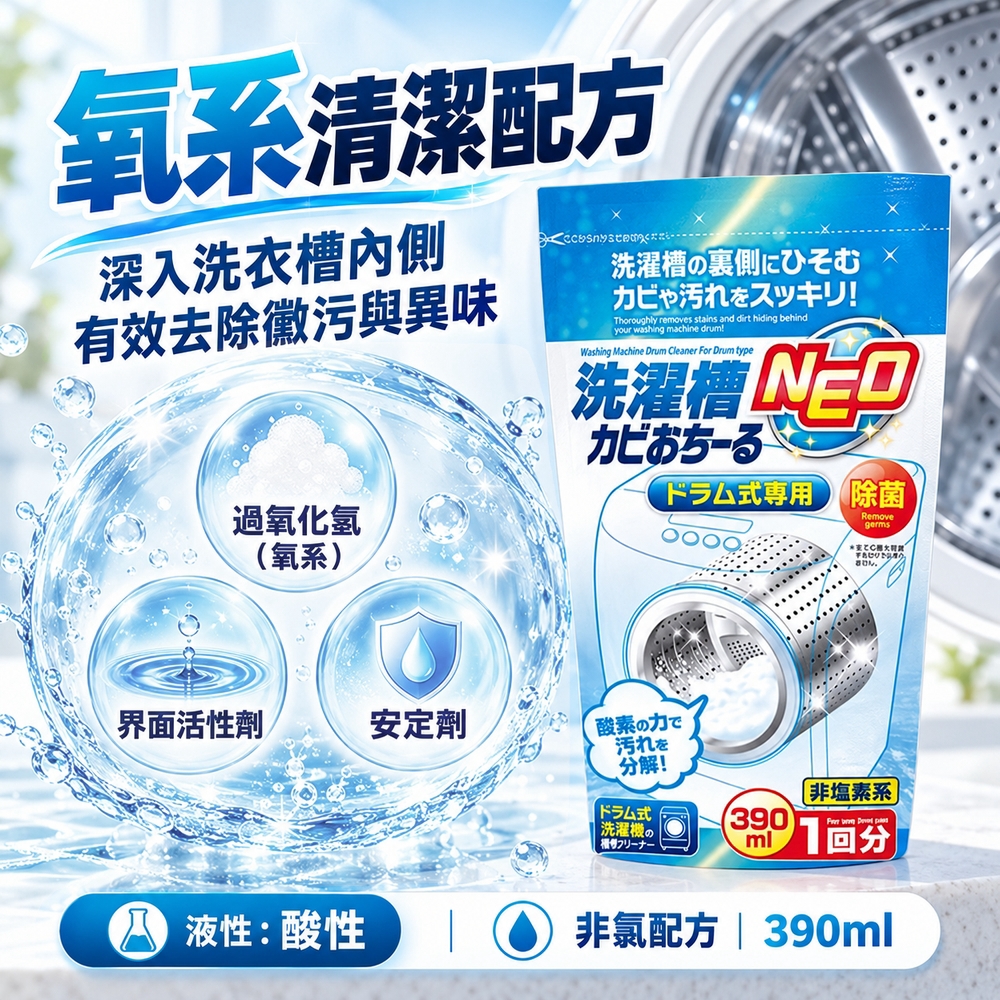 氧系清潔配方
深入洗衣槽內側
有效去除黴污與異味
過氧化氢
（氧系）
界面活性劑
安定劑
洗濯槽の裏側にひそむ
カビや汚れをスッキリ!
Thoroughly removes stains and dirt hiding behind
your washing machine drum!
Washing Machine Drum Cleaner For Drum type
洗濯槽
NEO
カビおちーる
ドラム式専用
除菌
Remove
germs
酸素の力で
汚れを
分解!
非塩素系
ドラム式
洗濯機の
クリーナー
390
ml
1回分
液性：酸性
非氯配方
390ml